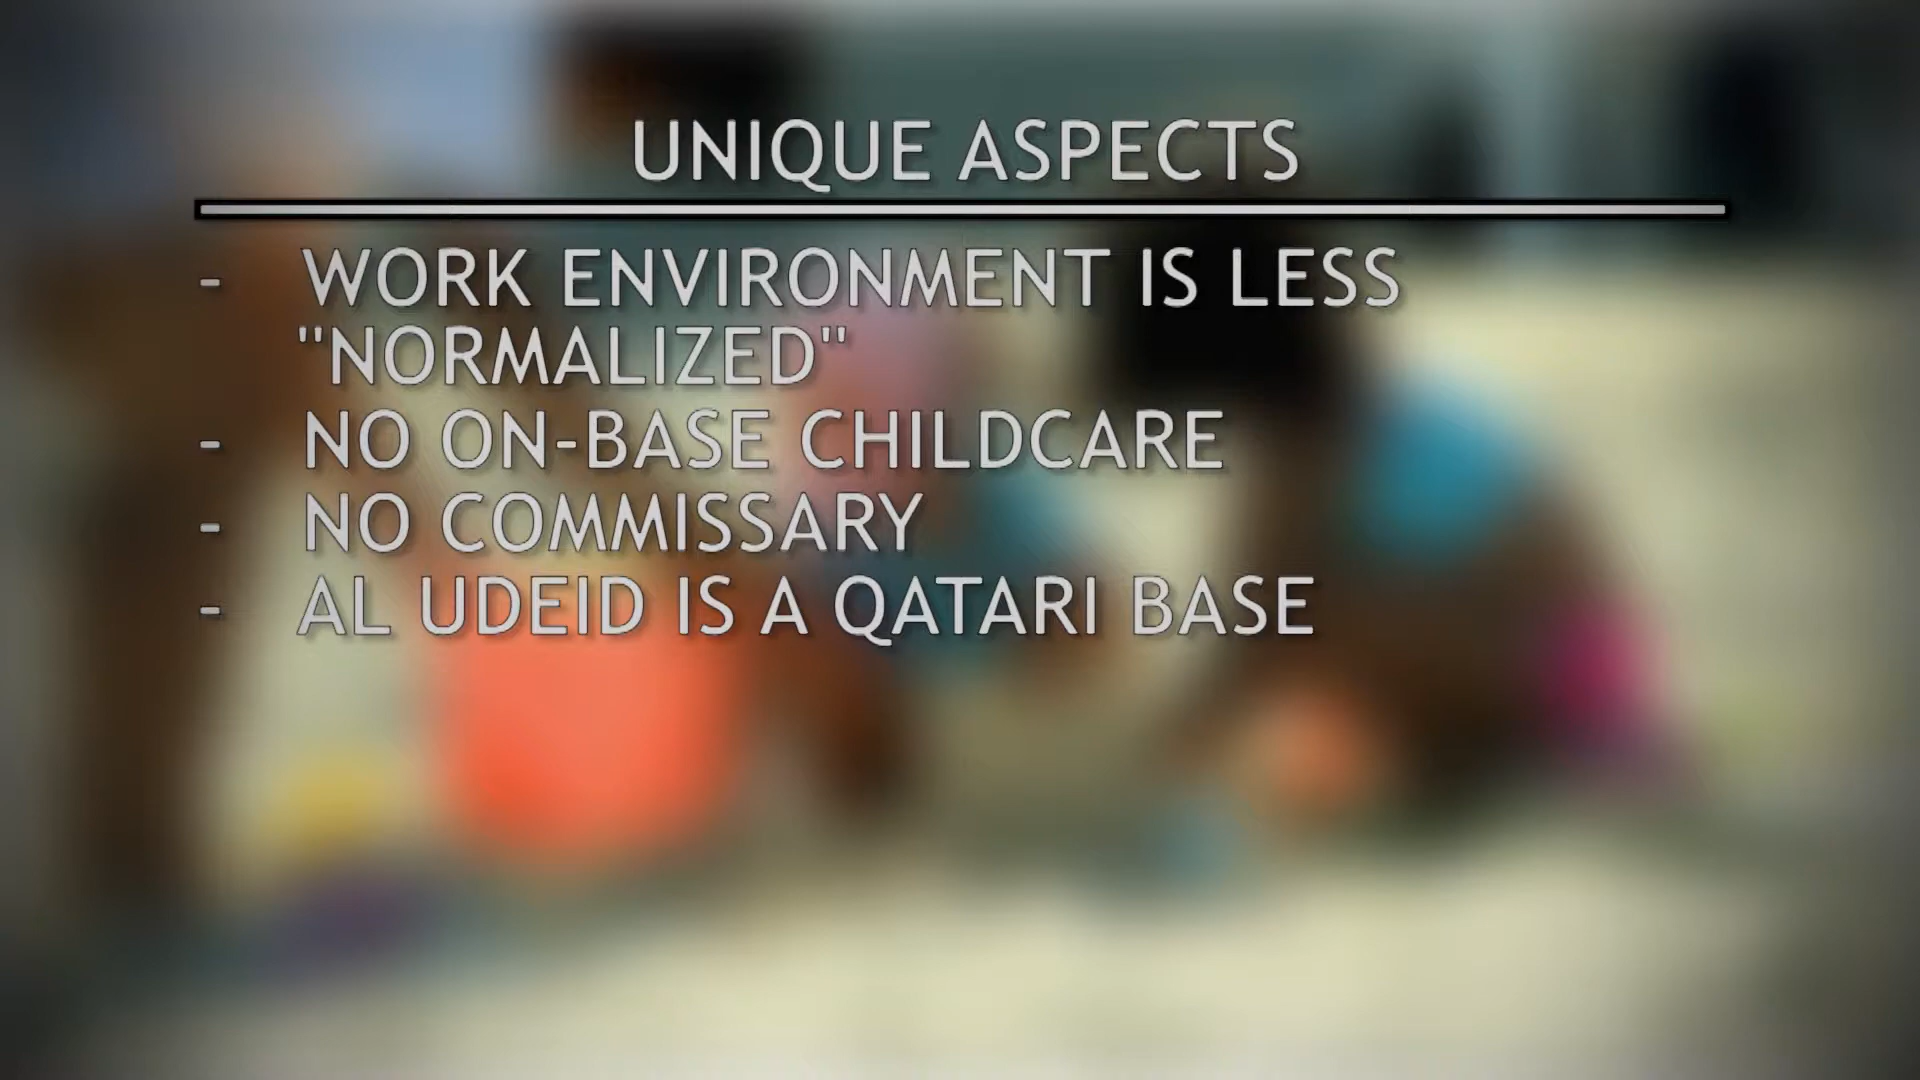 UNIQUE ASPECTS
- WORK ENVIRONMENT IS LESS
"NORMALIZED"
- NO ON-BASE CHILDCARE
- NO COMMISSARY
- AL UDEID IS A QATARI BASE